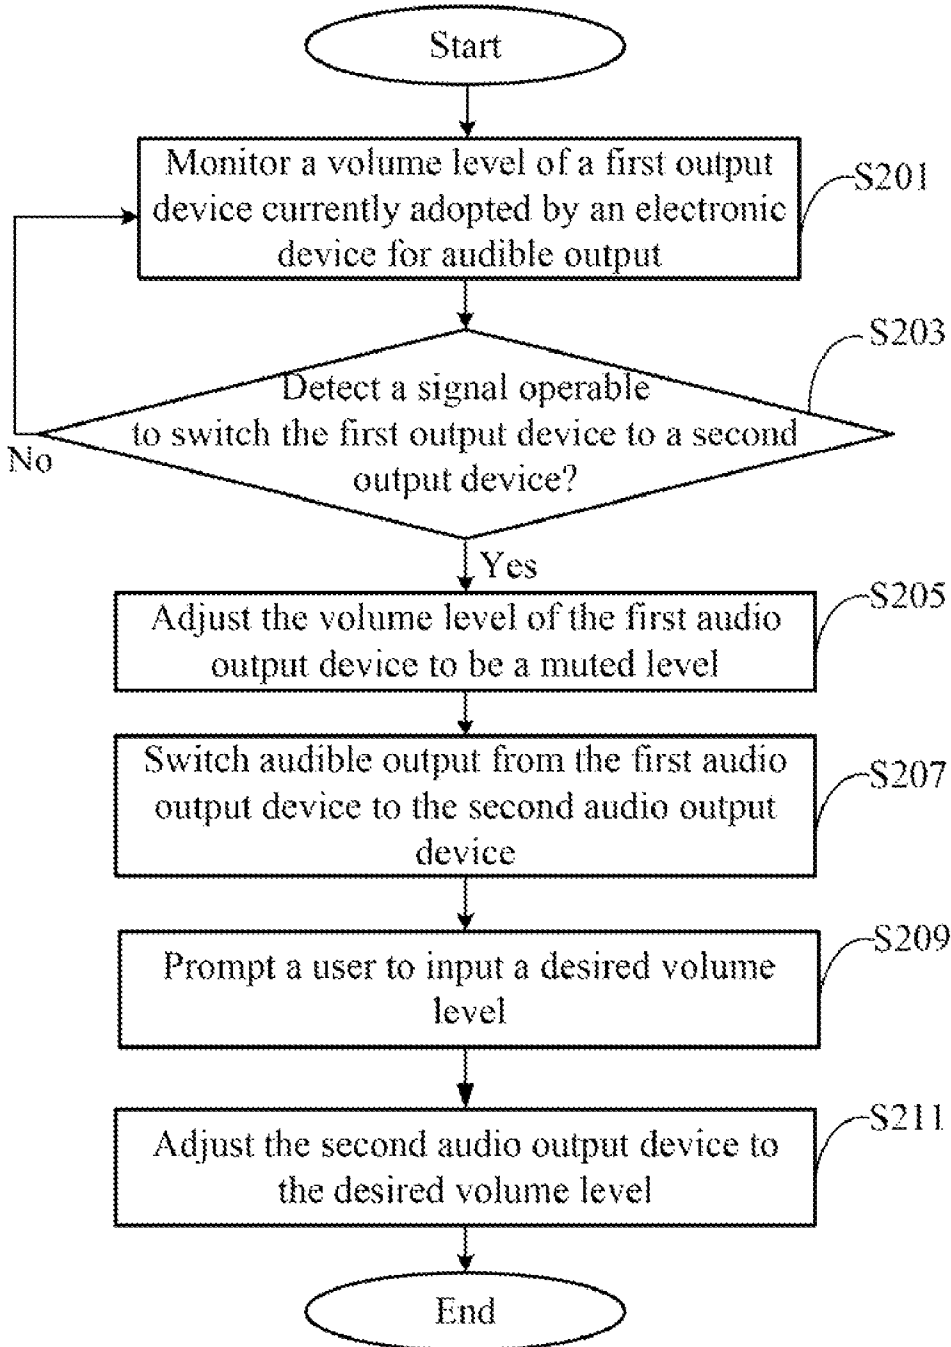 Start
Monitor a volume level of a first output
device currently adopted by an electronic
device for audible output
S201
S203
Detect a signal operable
to switch the first output device to a second
output device?
No
Yes
S205
Adjust the volume level of the first audio
output device to be a muted level
Switch audible output from the first audio
output device to the second audio output
device
S207
S209
Prompt a user to input a desired volume
level
S211
Adjust the second audio output device to
the desired volume level
End